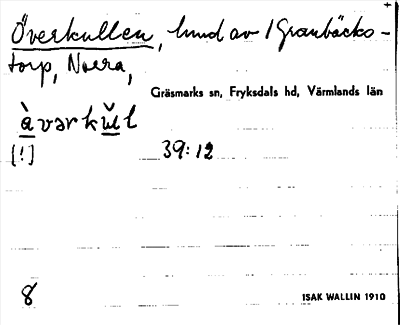 Överkullen, lund av 1 Granbäcks-
torp, Norra,
Gräsmarks sn, Fryksdals hd, Värmlands län
àvərkŭl
[!]
39:12
8
ISAK WALLIN 1910